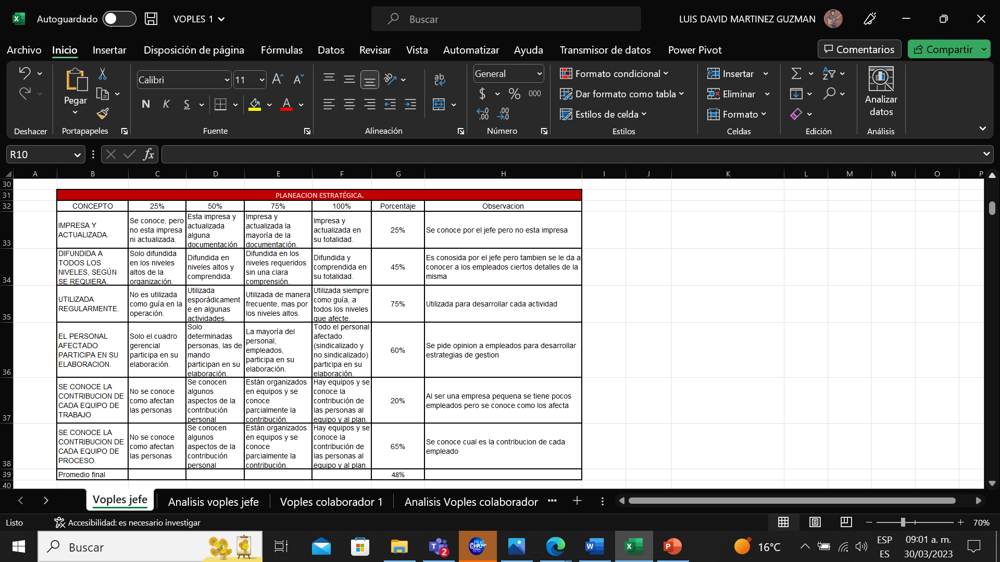 Autoguardado
VOPLES 1
Buscar
LUIS DAVID MARTINEZ GUZMAN
Archivo Inicio Insertar Disposición de página Fórmulas Datos Revisar Vista Automatizar Ayuda Transmisor de datos Power Pivot
Comentarios
Compartir
Pegar
Calibri 11
N K S
General
$ % 000
Formato condicional
Dar formato como tabla
Estilos de celda
Insertar
Eliminar
Formato
Analizar
datos
Deshacer Portapapeles Fuente Alineación Número Estilos Celdas Edición Análisis
R10
fx
A B C D E F G H I J K L M N O P
30
31
PLANEACION ESTRATÉGICA.
32
CONCEPTO 25% 50% 75% 100% Porcentaje Observacion
33
IMPRESA Y
ACTUALIZADA.
Se conoce, pero
no esta impresa
ni actualizada.
Esta impresa y
actualizada
alguna
documentación
Impresa y
actualizada la
mayoría de la
documentación.
Impresa y
actualizada en
su totalidad.
25%
Se conoce por el jefe pero no esta impresa
34
DIFUNDIDA A
TODOS LOS
NIVELES, SEGÚN
SE REQUIERA.
Solo difundida
en los niveles
altos de la
organización.
Difundida en
niveles altos y
comprendida.
Difundida en los
niveles requeridos
sin una clara
comprensión.
Difundida y
comprendida en
su totalidad.
45%
Es conosida por el jefe pero tambien se le da a
conocer a los empleados ciertos detalles de la
misma
35
UTILIZADA
REGULARMENTE.
No es utilizada
como guía en la
operación.
Utilizada
esporádicament
e en algunas
actividades.
Utilizada de manera
frecuente, mas por
los niveles altos.
Utilizada siempre
como guía, a
todos los niveles
que afecte.
75%
Utilizada para desarrollar cada actividad
36
EL PERSONAL
AFECTADO
PARTICIPA EN SU
ELABORACION.
Solo el cuadro
gerencial
participa en su
elaboración.
Solo
determinadas
personas, las de
mando
participan en su
elaboración.
La mayoría del
personal,
empleados,
participa en su
elaboración.
Todo el personal
afectado
(sindicalizado y
no sindicalizado)
participa en su
elaboración.
60%
Se pide opinion a empleados para desarrollar
estrategias de gestion
37
SE CONOCE LA
CONTRIBUCION DE
CADA EQUIPO DE
TRABAJO
No se conoce
como afectan
las personas
Se conocen
algunos
aspectos de la
contribución
personal
Están organizados
en equipos y se
conoce
parcialmente la
contribución.
Hay equipos y se
conoce la
contribución de
las personas al
equipo y al plan.
20%
Al ser una empresa pequena se tiene pocos
empleados pero se conoce como los afecta
38
SE CONOCE LA
CONTRIBUCION DE
CADA EQUIPO DE
PROCESO.
No se conoce
como afectan
las personas
Se conocen
algunos
aspectos de la
contribución
personal
Están organizados
en equipos y se
conoce
parcialmente la
contribución.
Hay equipos y se
conoce la
contribución de
las personas al
equipo y al plan.
65%
Se conoce cual es la contribucion de cada
empleado
39
Promedio final 48%
40
Voples jefe Analisis voples jefe Voples colaborador 1 Analisis Voples colaborador
Listo
Accesibilidad: es necesario investigar
70%
Buscar
2
16°C
ESP
ES
09:01 a. m.
30/03/2023